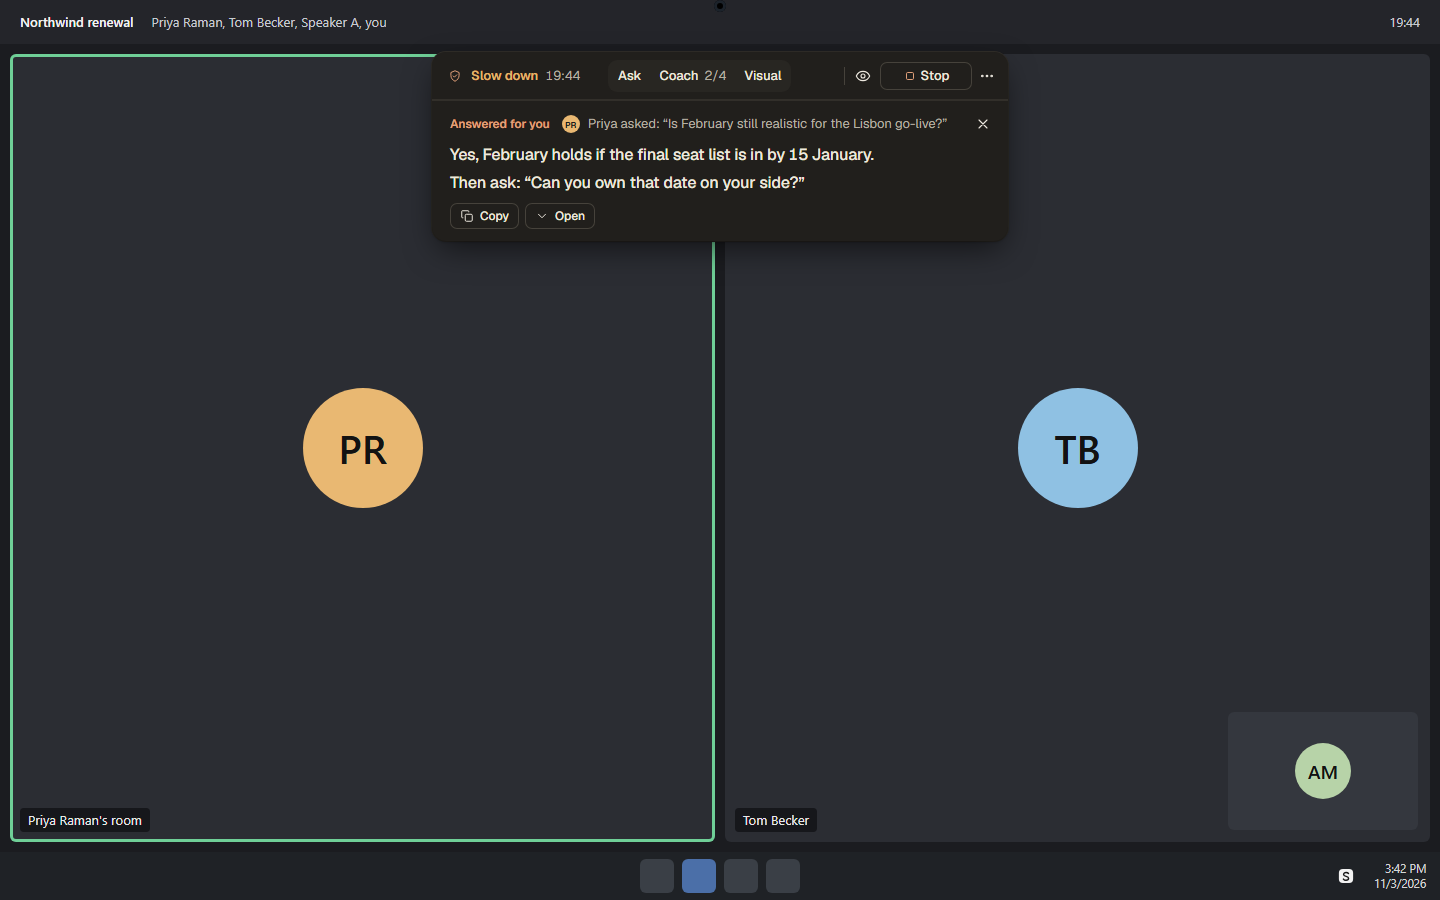 Northwind renewal Priya Raman, Tom Becker, Speaker A, you 19:44
Slow down 19:44 Ask Coach 2/4 Visual Stop
Answered for you PR Priya asked: “Is February still realistic for the Lisbon go-live?”
Yes, February holds if the final seat list is in by 15 January.
Then ask: “Can you own that date on your side?”
Copy Open
PR
TB
AM
Priya Raman's room
Tom Becker
S
3:42 PM
11/3/2026